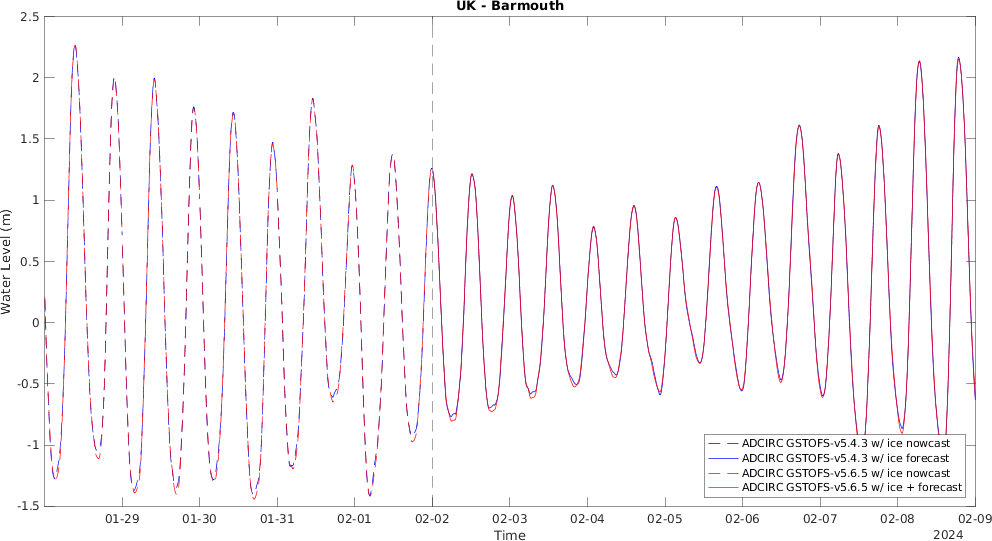 UK - Barmouth
2.5
2
1.5
1
0.5
0
-0.5
-1
-1.5
Water Level (m)
ADCIRC GSTOFS-v5.4.3 w/ ice nowcast
ADCIRC GSTOFS-v5.4.3 w/ ice forecast
ADCIRC GSTOFS-v5.6.5 w/ ice nowcast
ADCIRC GSTOFS-v5.6.5 w/ ice + forecast
01-29 01-30 01-31 02-01 02-02 02-03 02-04 02-05 02-06 02-07 02-08 02-09
Time
2024